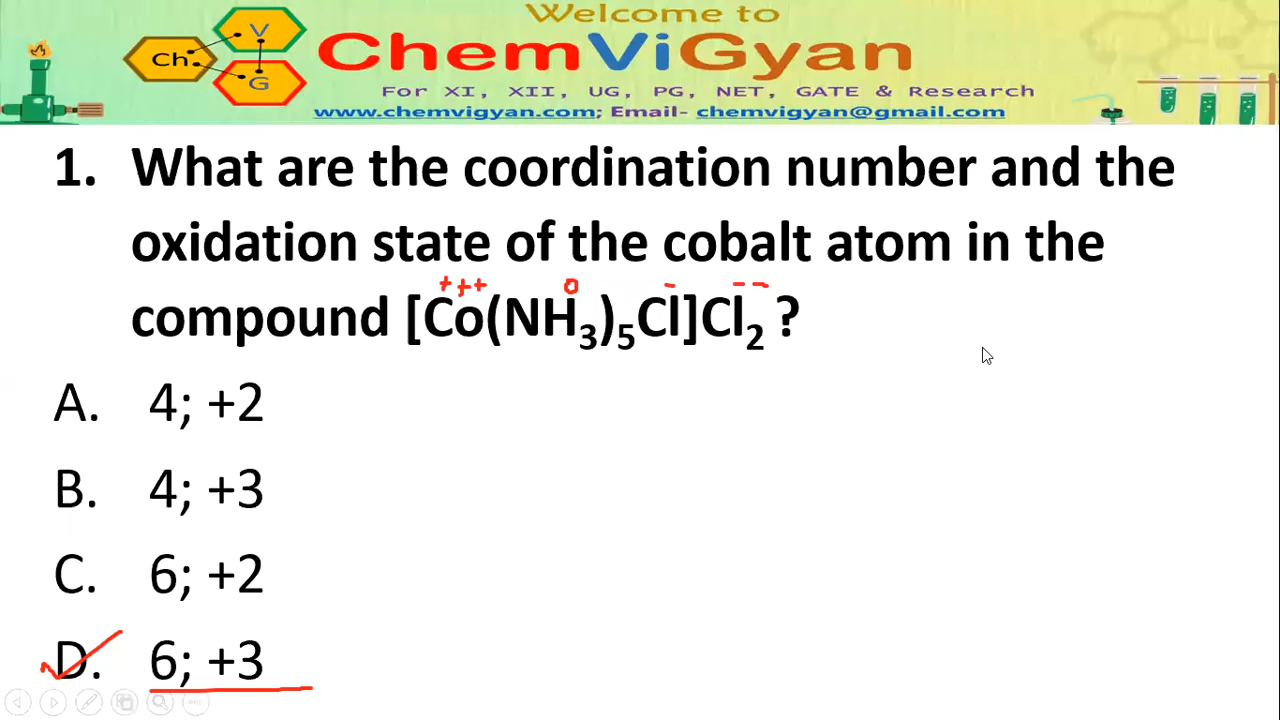 Welcome to
Ch
V
G
ChemViGyan
For XI, XII, UG, PG, NET, GATE & Research
www.chemvigyan.com; Email- chemvigyan@gmail.com
1. What are the coordination number and the
oxidation state of the cobalt atom in the
+++ 0 - - -
compound [Co(NH₃)₅Cl]Cl₂ ?
A. 4; +2
B. 4; +3
C. 6; +2
D. 6; +3